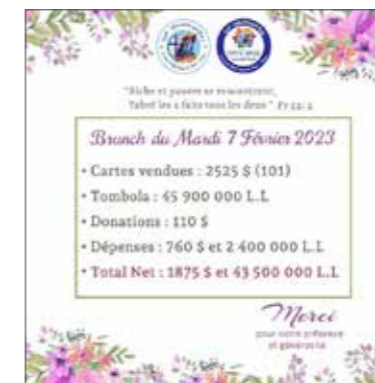 "Riche et pauvre se rencontrent,
Yahvé les a faits tous les deux " Pr 22: 2
Brunch du Mardi 7 Février 2023
• Cartes vendues : 2525 $ (101)
• Tombola : 45 900 000 L.L
• Donations : 110 $
• Dépenses : 760 $ et 2 400 000 L.L
• Total Net : 1875 $ et 43 500 000 L.L
Merci
pour votre présence
et générosité